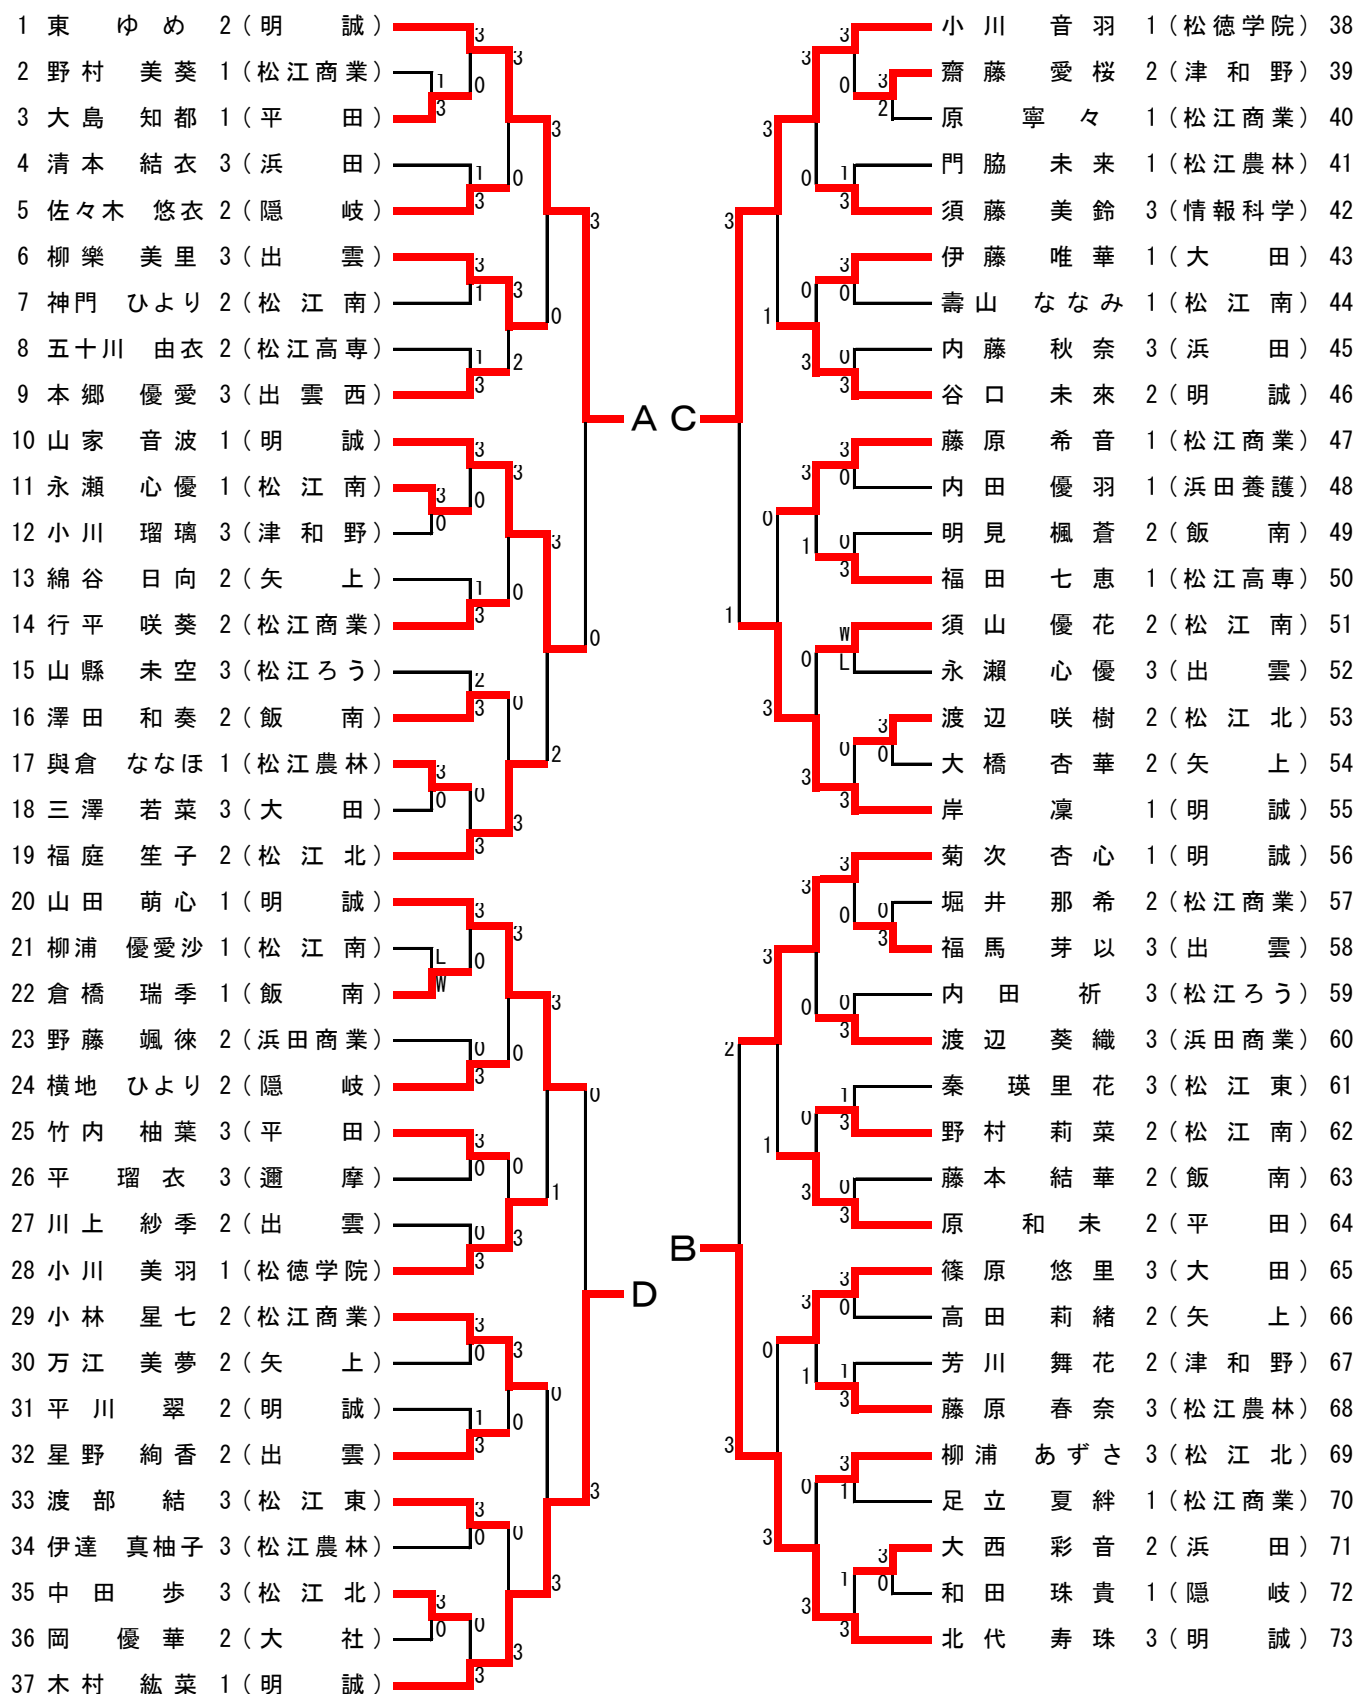 1 東 ゆめ 2 (明誠)
2 野村 美葵 1 (松江商業)
3 大島 知都 1 (平田)
4 清本 結衣 3 (浜田)
5 佐々木 悠衣 2 (隠岐)
6 柳樂 美里 3 (出雲)
7 神門 ひより 2 (松江南)
8 五十川 由衣 2 (松江高専)
9 本郷 優愛 3 (出雲西)
10 山家 音波 1 (明誠)
11 永瀬 心優 1 (松江南)
12 小川 瑠璃 3 (津和野)
13 綿谷 日向 2 (矢上)
14 行平 咲葵 2 (松江商業)
15 山縣 未空 3 (松江ろう)
16 澤田 和奏 2 (飯南)
17 與倉 ななほ 1 (松江農林)
18 三澤 若菜 3 (大田)
19 福庭 笙子 2 (松江北)
20 山田 萌心 1 (明誠)
21 柳浦 優愛沙 1 (松江南)
22 倉橋 瑞季 1 (飯南)
23 野藤 颯徠 2 (浜田商業)
24 横地 ひより 2 (隠岐)
25 竹内 柚葉 3 (平田)
26 平 瑠衣 3 (邇摩)
27 川上 紗季 2 (出雲)
28 小川 美羽 1 (松徳学院)
29 小林 星七 2 (松江商業)
30 万江 美夢 2 (矢上)
31 平川 翠 2 (明誠)
32 星野 絢香 2 (出雲)
33 渡部 結 3 (松江東)
34 伊達 真柚子 3 (松江農林)
35 中田 歩 3 (松江北)
36 岡 優華 2 (大社)
37 木村 紘菜 1 (明誠)
A C
B
D
小川 音羽 1 (松徳学院) 38
齋藤 愛桜 2 (津和野) 39
原 寧々 1 (松江商業) 40
門脇 未来 1 (松江農林) 41
須藤 美鈴 3 (情報科学) 42
伊藤 唯華 1 (大田) 43
壽山 ななみ 1 (松江南) 44
内藤 秋奈 3 (浜田) 45
谷口 未來 2 (明誠) 46
藤原 希音 1 (松江商業) 47
内田 優羽 1 (浜田養護) 48
明見 楓蒼 2 (飯南) 49
福田 七恵 1 (松江高専) 50
須山 優花 2 (松江南) 51
永瀬 心優 3 (出雲) 52
渡辺 咲樹 2 (松江北) 53
大橋 杏華 2 (矢上) 54
岸 凜 1 (明誠) 55
菊次 杏心 1 (明誠) 56
堀井 那希 2 (松江商業) 57
福馬 芽以 3 (出雲) 58
内田 祈 3 (松江ろう) 59
渡辺 葵織 3 (浜田商業) 60
秦 瑛里花 3 (松江東) 61
野村 莉菜 2 (松江南) 62
藤本 結華 2 (飯南) 63
原 和未 2 (平田) 64
篠原 悠里 3 (大田) 65
高田 莉緒 2 (矢上) 66
芳川 舞花 2 (津和野) 67
藤原 春奈 3 (松江農林) 68
柳浦 あずさ 3 (松江北) 69
足立 夏絆 1 (松江商業) 70
大西 彩音 2 (浜田) 71
和田 珠貴 1 (隠岐) 72
北代 寿珠 3 (明誠) 73